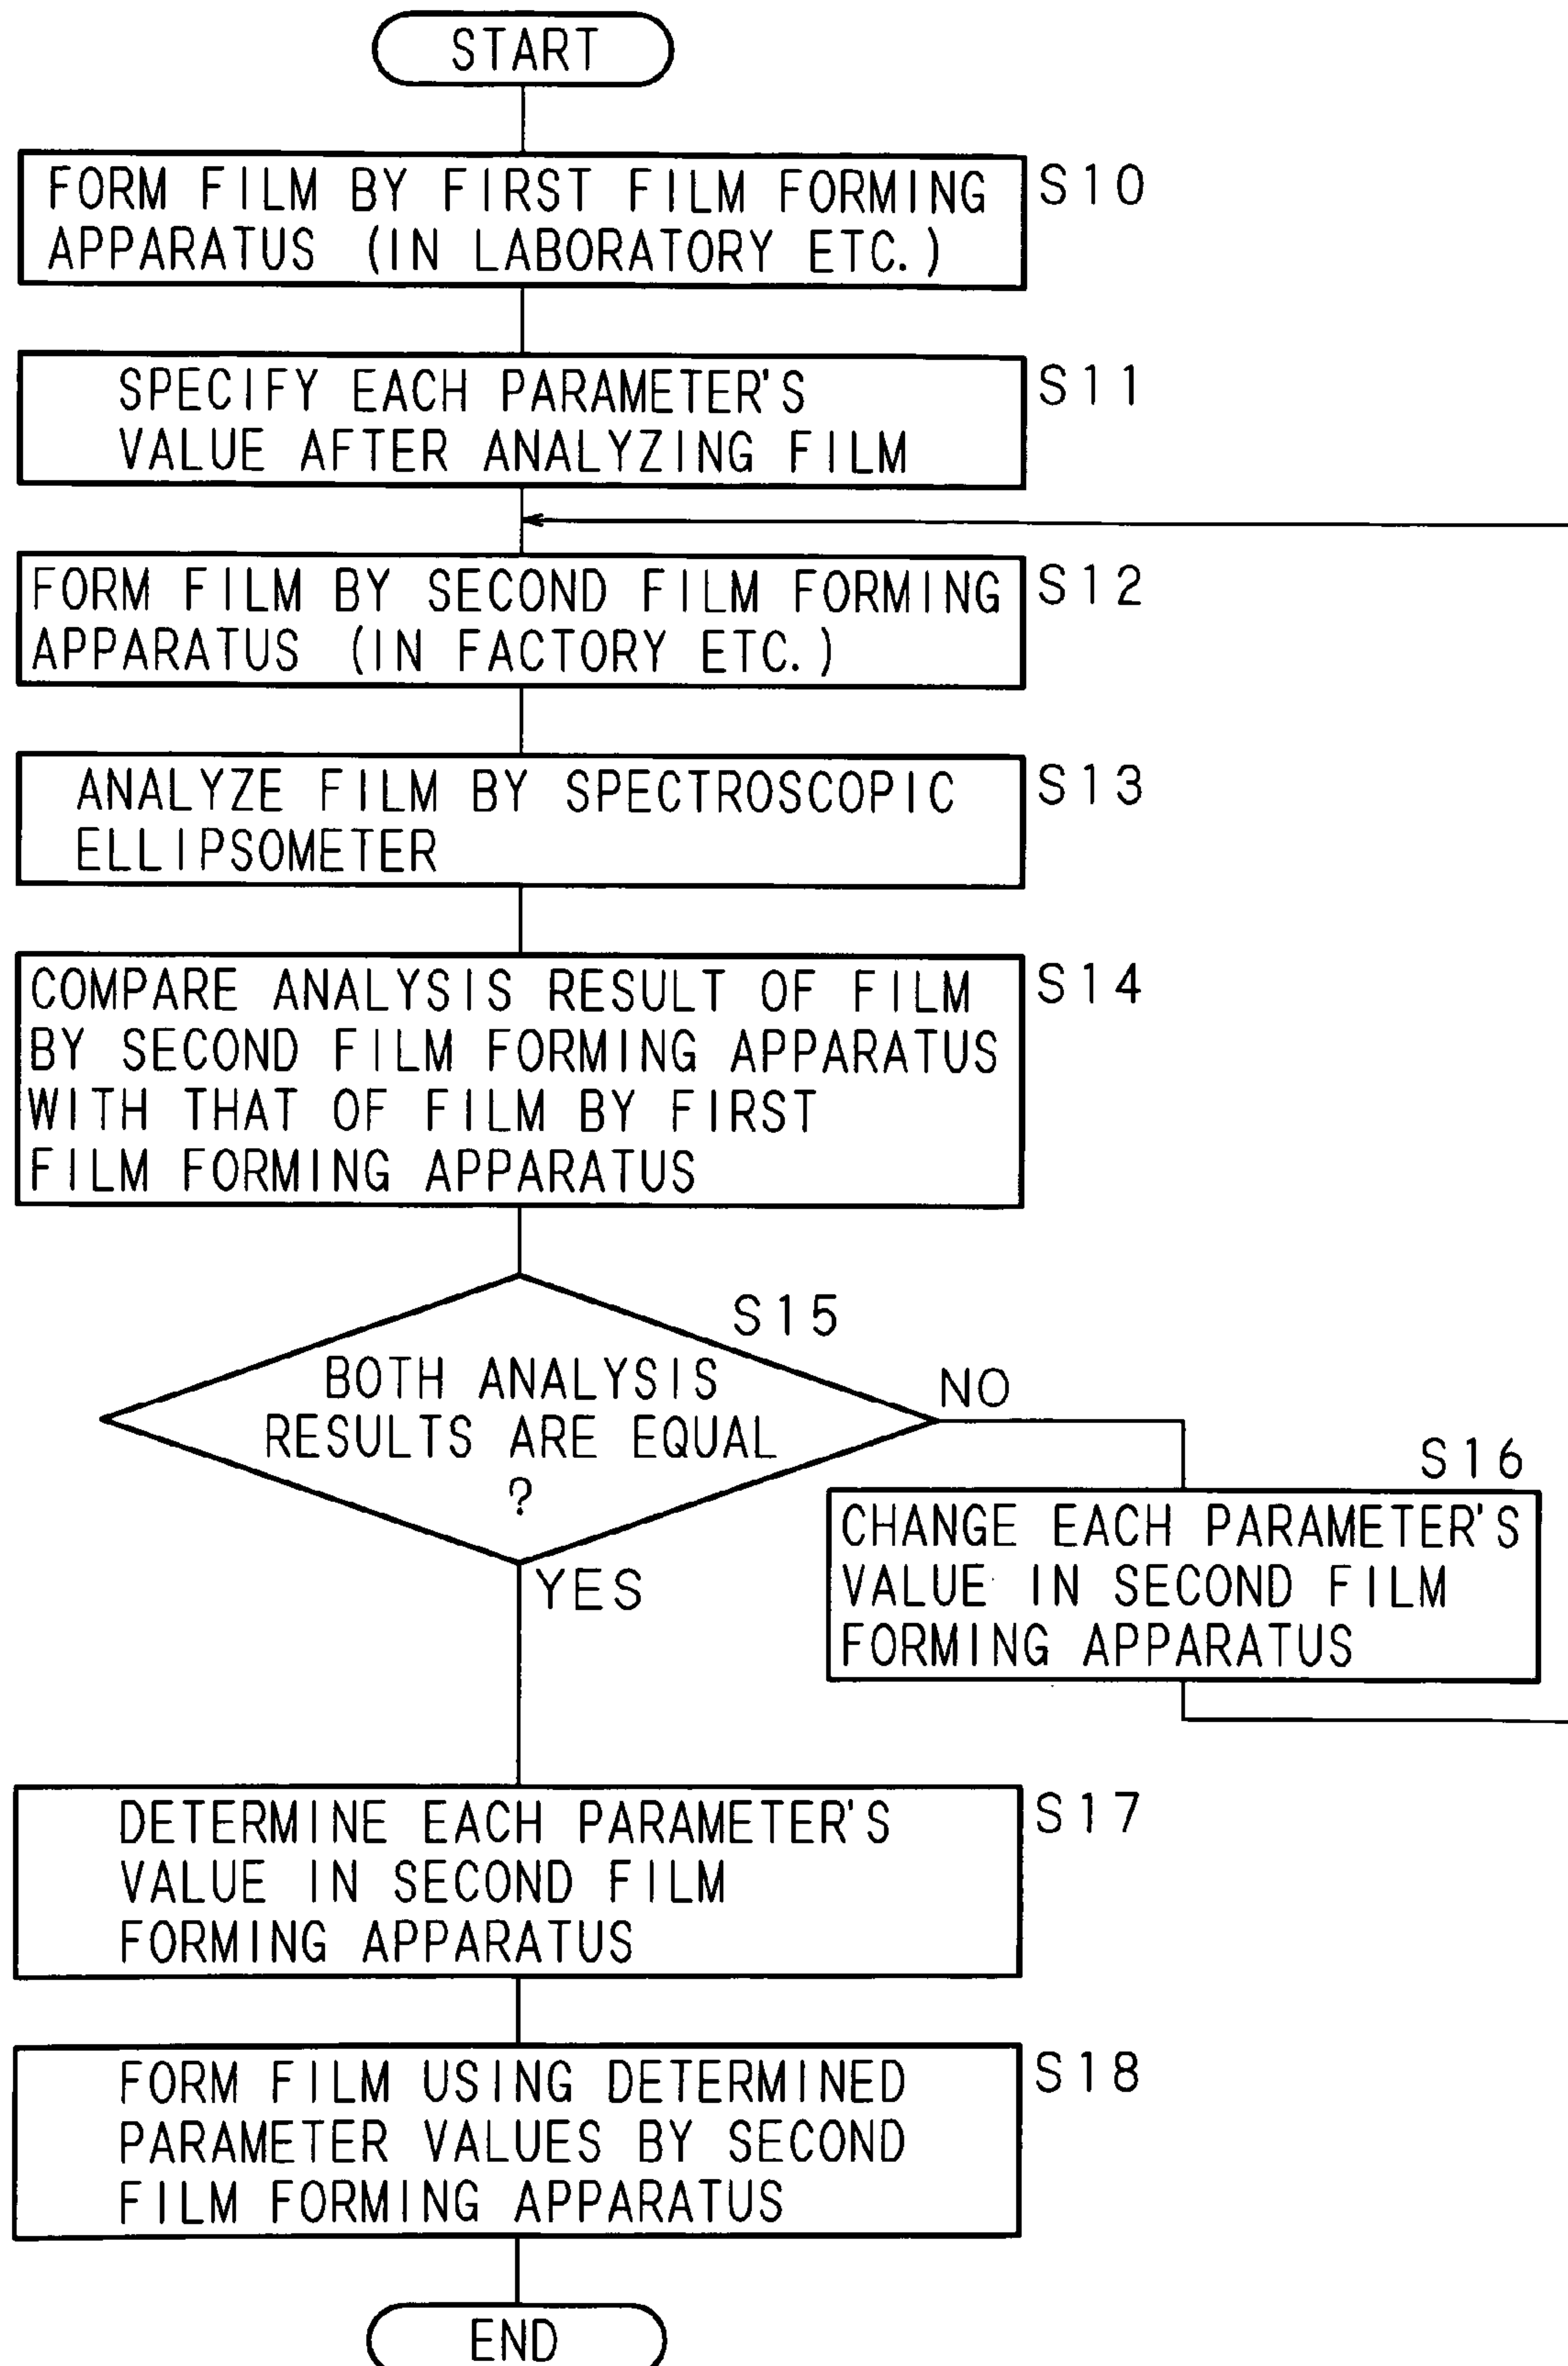 START
FORM FILM BY FIRST FILM FORMING
APPARATUS (IN LABORATORY ETC.)
S10
SPECIFY EACH PARAMETER'S
VALUE AFTER ANALYZING FILM
S11
FORM FILM BY SECOND FILM FORMING
APPARATUS (IN FACTORY ETC.)
S12
ANALYZE FILM BY SPECTROSCOPIC
ELLIPSOMETER
S13
COMPARE ANALYSIS RESULT OF FILM
BY SECOND FILM FORMING APPARATUS
WITH THAT OF FILM BY FIRST
FILM FORMING APPARATUS
S14
S15
BOTH ANALYSIS
RESULTS ARE EQUAL
?
NO
YES
S16
CHANGE EACH PARAMETER'S
VALUE IN SECOND FILM
FORMING APPARATUS
DETERMINE EACH PARAMETER'S
VALUE IN SECOND FILM
FORMING APPARATUS
S17
FORM FILM USING DETERMINED
PARAMETER VALUES BY SECOND
FILM FORMING APPARATUS
S18
END